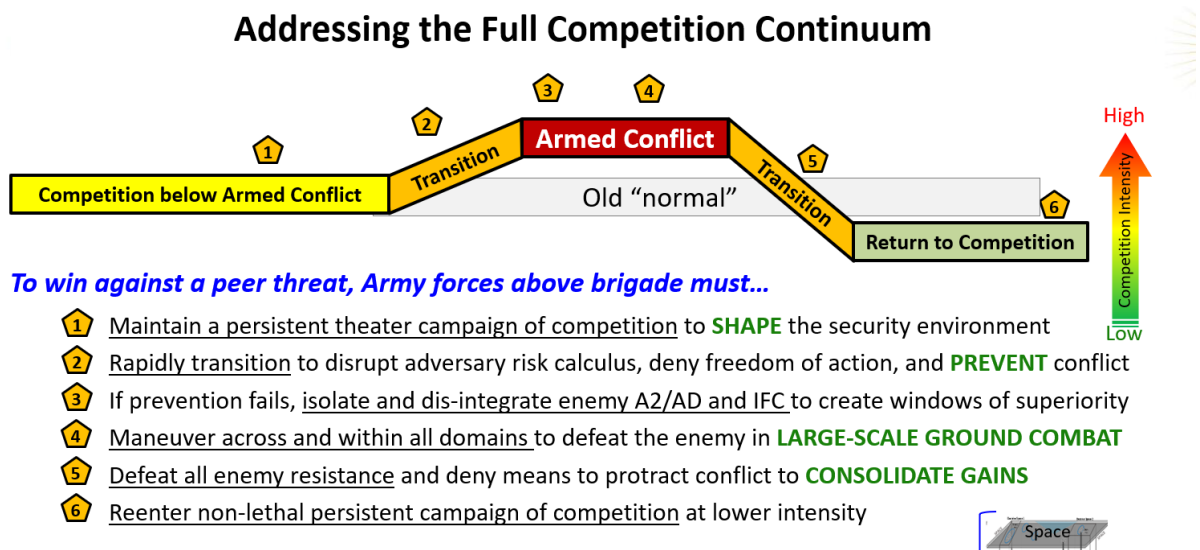 Addressing the Full Competition Continuum
3
4
High
2
Armed Conflict
1
Transition
5
Competition below Armed Conflict
Old “normal”
Transition
6
Return to Competition
Competition Intensity
Low
To win against a peer threat, Army forces above brigade must…
1 Maintain a persistent theater campaign of competition to SHAPE the security environment
2 Rapidly transition to disrupt adversary risk calculus, deny freedom of action, and PREVENT conflict
3 If prevention fails, isolate and dis-integrate enemy A2/AD and IFC to create windows of superiority
4 Maneuver across and within all domains to defeat the enemy in LARGE-SCALE GROUND COMBAT
5 Defeat all enemy resistance and deny means to protract conflict to CONSOLIDATE GAINS
6 Reenter non-lethal persistent campaign of competition at lower intensity
Space